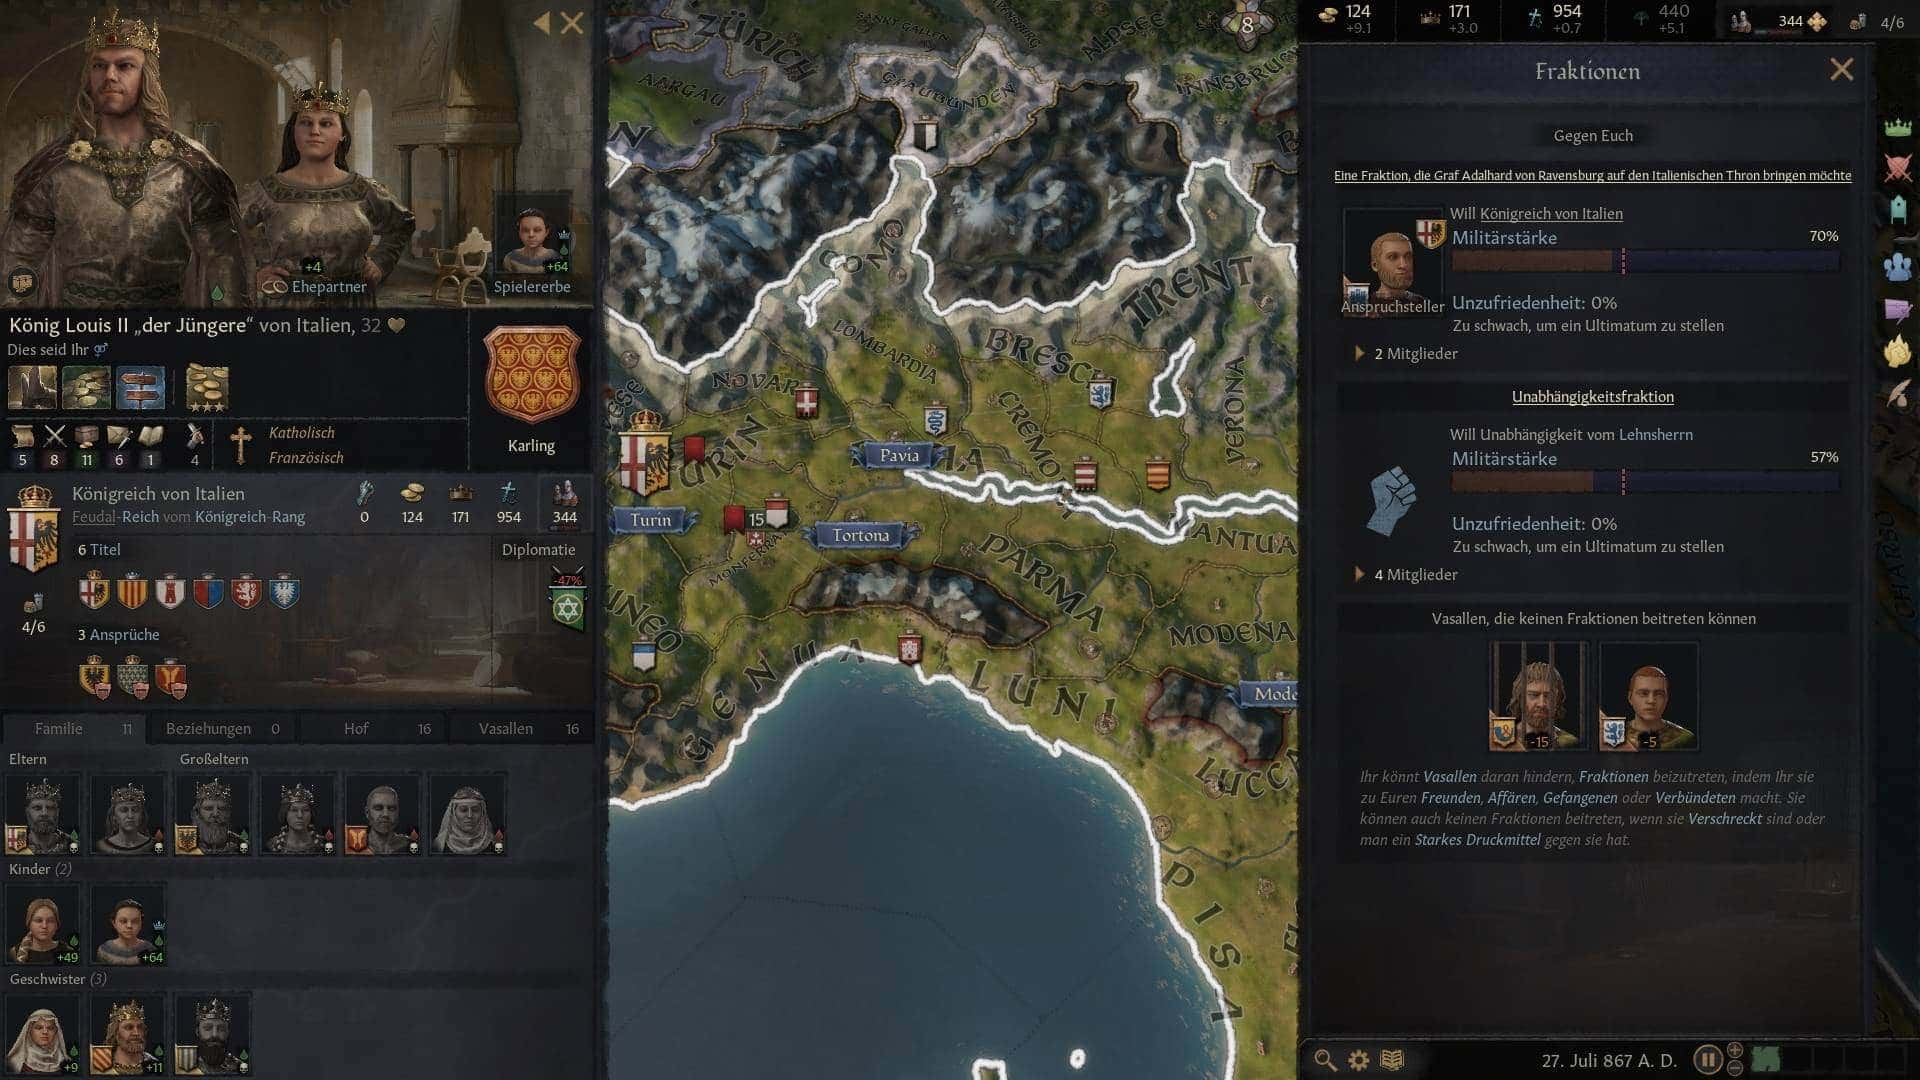 +4
Ehepartner
+64
Spielererbe
König Louis II „der Jüngere“ von Italien, 32
Dies seid Ihr
5 8 11 6 1 4
Katholisch
Französisch
Karling
Königreich von Italien
Feudal-Reich vom Königreich-Rang
0 124 171 954 344
6 Titel
Diplomatie
-47%
4/6
3 Ansprüche
Familie 11
Beziehungen 0
Hof 16
Vasallen 16
Eltern
Großeltern
Kinder (2)
+49
+64
Geschwister (3)
+9
+11
ZÜRICH
SANKT GALLEN
ALPSEE
8
AARGAU
GRAUBÜNDEN
INNSBRUC
COMO
TRENT
LOMBARDIA
BRESCI
NOVAR
CREMO
VERONA
TURIN
Pavia
Turin
15
Tortona
MONFERRAT
MANTUA
PARMA
UNEO
MODENA
GENUA
LUNI
Mode
LUCCA
PISA
124
+9.1
171
+3.0
954
+0.7
440
+5.1
344
4/6
Fraktionen
Gegen Euch
Eine Fraktion, die Graf Adalhard von Ravensburg auf den Italienischen Thron bringen möchte
Will Königreich von Italien
Militärstärke 70%
Anspruchsteller
Unzufriedenheit: 0%
Zu schwach, um ein Ultimatum zu stellen
2 Mitglieder
Unabhängigkeitsfraktion
Will Unabhängigkeit vom Lehnsherrn
Militärstärke 57%
Unzufriedenheit: 0%
Zu schwach, um ein Ultimatum zu stellen
4 Mitglieder
Vasallen, die keinen Fraktionen beitreten können
-15
-5
Ihr könnt Vasallen daran hindern, Fraktionen beizutreten, indem Ihr sie
zu Euren Freunden, Affären, Gefangenen oder Verbündeten macht. Sie
können auch keinen Fraktionen beitreten, wenn sie Verschreckt sind oder
man ein Starkes Druckmittel gegen sie hat.
27. Juli 867 A. D.